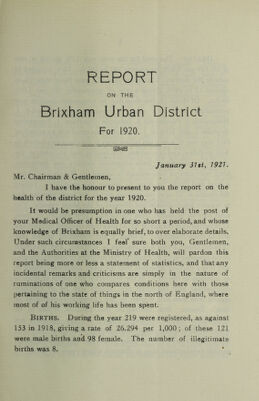 REPORT
ON THE
Brixham Urban District
For 1920.
January 31st, 1921.
Mr. Chairman & Gentlemen,
I have the honour to present to you the report on the
health of the district for the year 1920.
It would be presumption in one who has held the post of
your Medical Officer of Health for so short a period, and whose
knowledge of Brixham is equally brief, to over elaborate details,
Under such circumstances I feel sure both you, Gentlemen,
and the Authorities at the Ministry of Health, will pardon this
report being more or less a statement of statistics, and that any
incidental remarks and criticisms are simply in the nature of
ruminations of one who compares conditions here with those
pertaining to the state of things in the north of England, where
most of of his working life has been spent.
BIRTHS. During the year 219 were registered, as against
153 in 1918, giving a rate of 26.294 per 1,000; of these 121
were male births and 98 female. The number of illegitimate
births was 8.